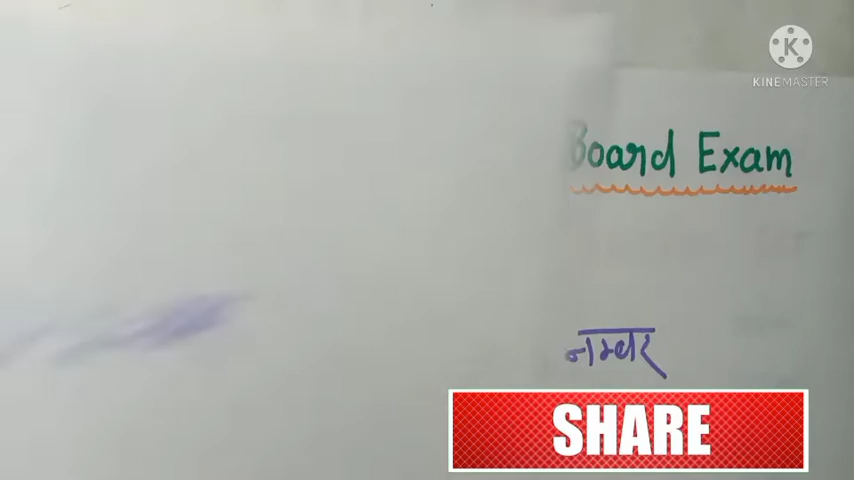 KINEMASTER
Board Exam
नम्बर
SHARE